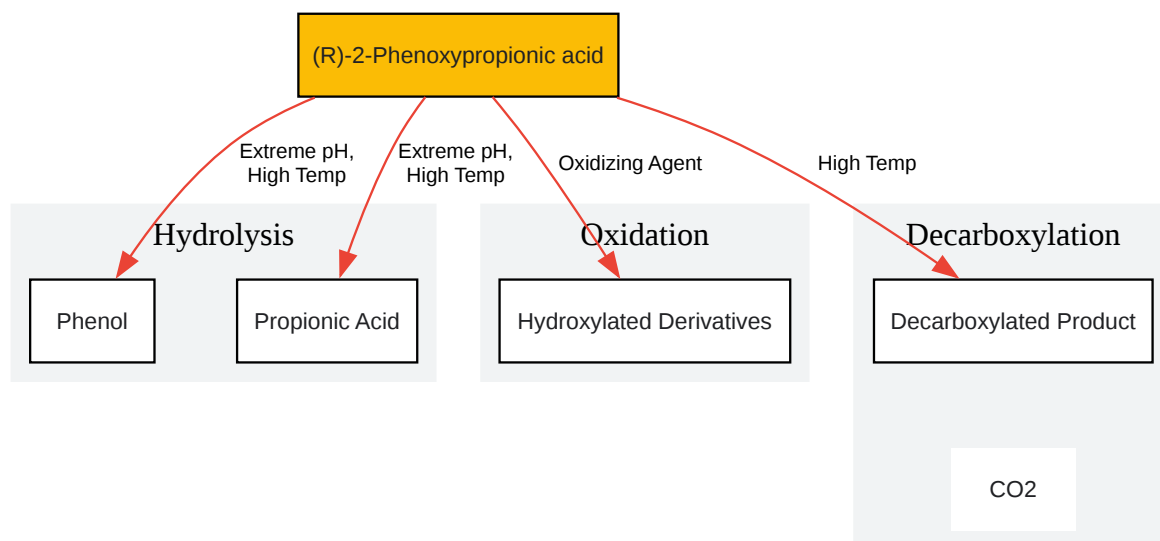 (R)-2-Phenoxypropionic acid
Extreme pH,
High Temp
Extreme pH,
High Temp
Oxidizing Agent
High Temp
Hydrolysis
Oxidation
Decarboxylation
Phenol
Propionic Acid
Hydroxylated Derivatives
Decarboxylated Product
CO2